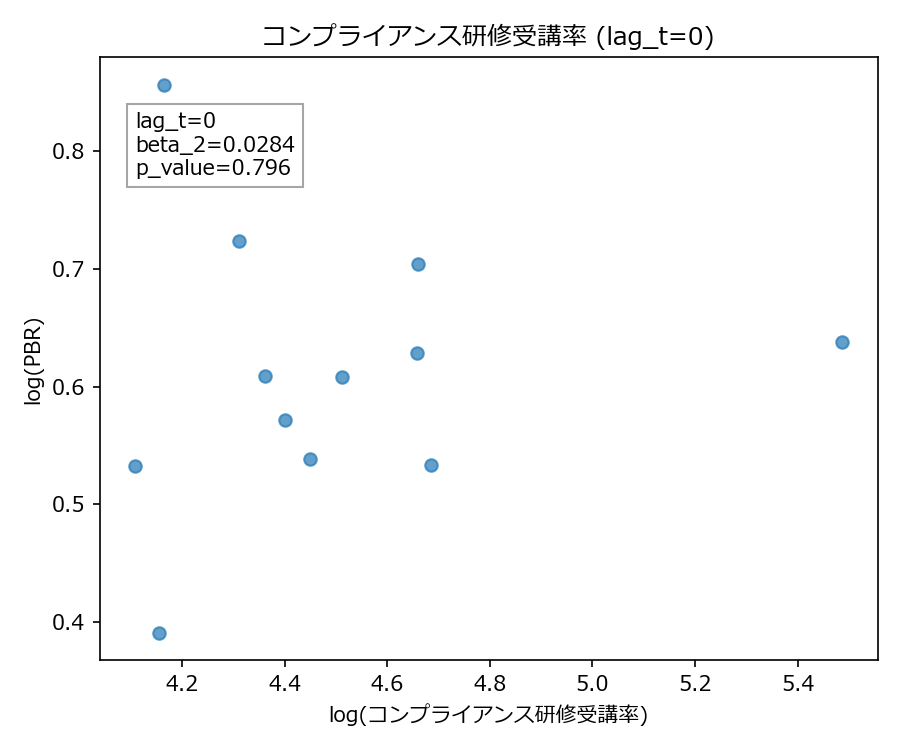 コンプライアンス研修受講率 (lag_t=0)
lag_t=0
beta_2=0.0284
p_value=0.796
log(PBR)
0.8
0.7
0.6
0.5
0.4
4.2 4.4 4.6 4.8 5.0 5.2 5.4
log(コンプライアンス研修受講率)